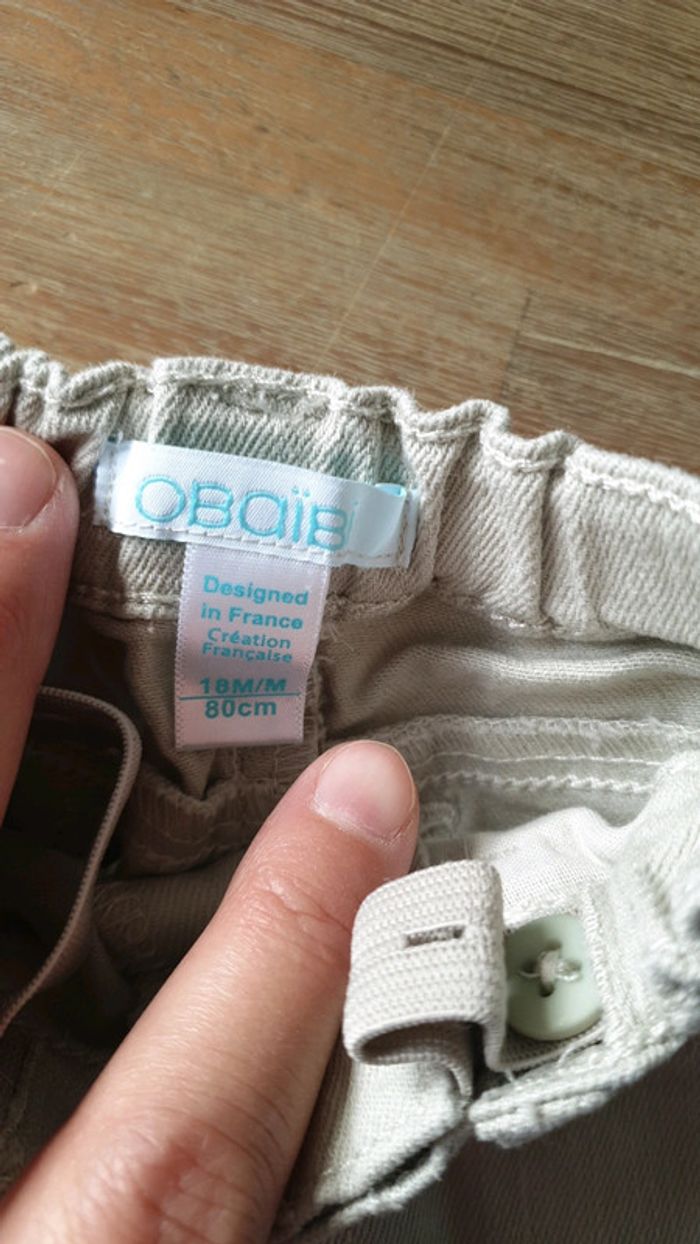 OBaïBi
Designed
in France
Création
Française
18M/M
80cm